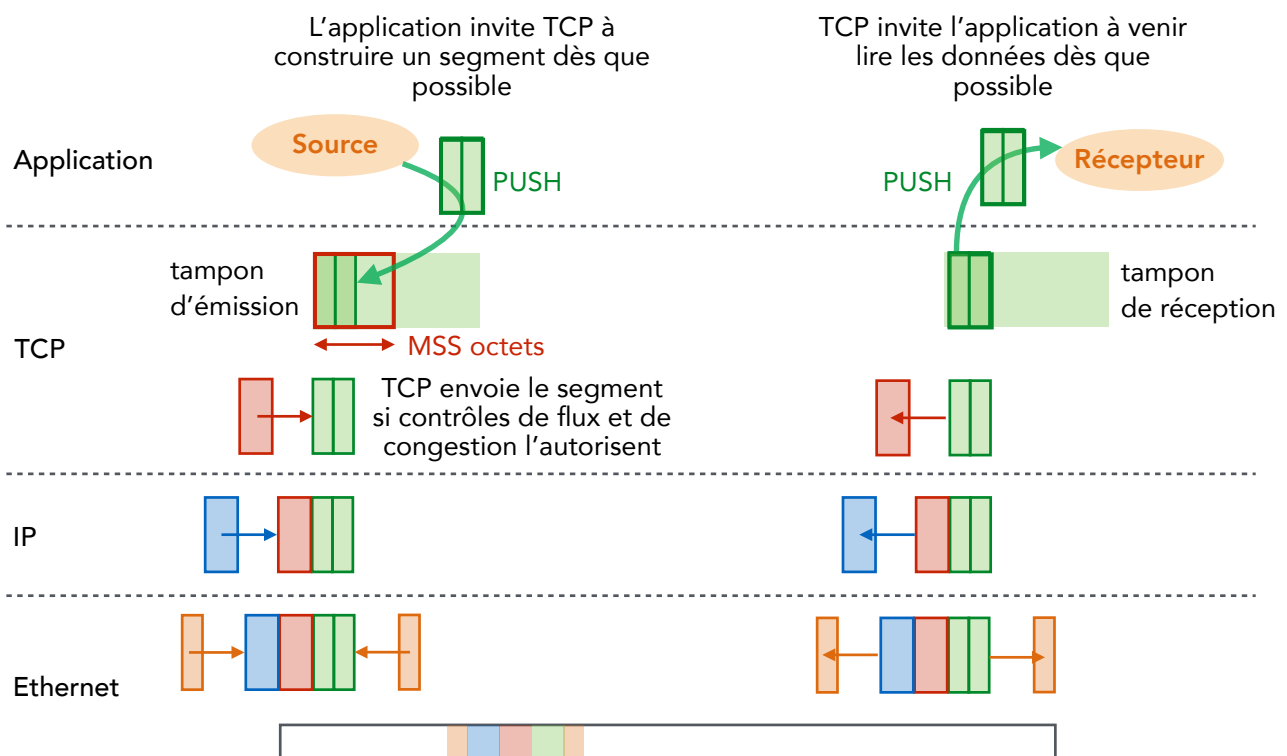 L’application invite TCP à
construire un segment dès que
possible
TCP invite l’application à venir
lire les données dès que
possible
Application
Source
PUSH
PUSH
Récepteur
tampon
d’émission
tampon
de réception
TCP
MSS octets
TCP envoie le segment
si contrôles de flux et de
congestion l’autorisent
IP
Ethernet